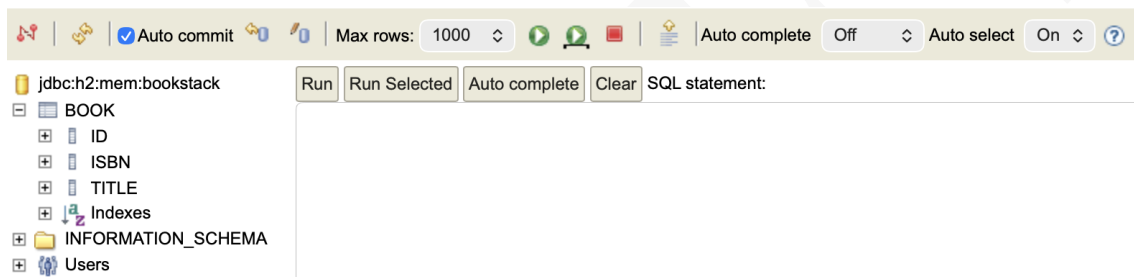 Auto commit Max rows: 1000 Auto complete Off Auto select On ?
jdbc:h2:mem:bookstack
Run Run Selected Auto complete Clear SQL statement:
BOOK
ID
ISBN
TITLE
a z Indexes
INFORMATION_SCHEMA
Users